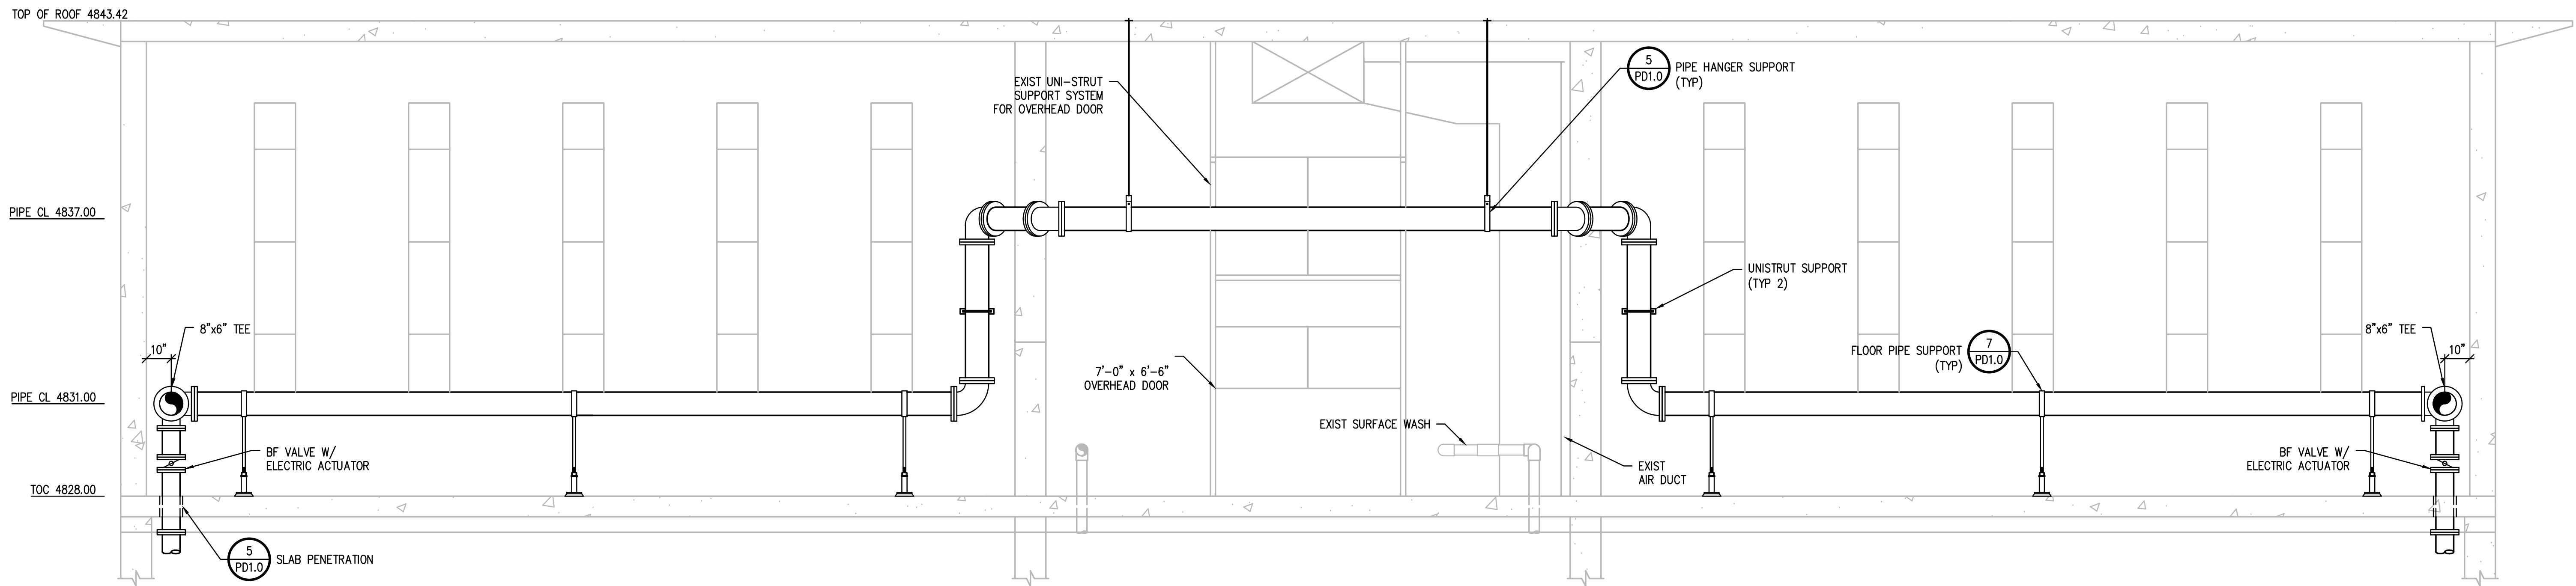 TOP OF ROOF 4843.42
5
PD1.0
PIPE HANGER SUPPORT
(TYP)
EXIST UNI-STRUT
SUPPORT SYSTEM
FOR OVERHEAD DOOR
PIPE CL 4837.00
UNISTRUT SUPPORT
(TYP 2)
8"x6" TEE
10"
7'-0" x 6'-6"
OVERHEAD DOOR
FLOOR PIPE SUPPORT
(TYP)
7
PD1.0
8"x6" TEE
10"
PIPE CL 4831.00
EXIST SURFACE WASH
BF VALVE W/
ELECTRIC ACTUATOR
EXIST
AIR DUCT
BF VALVE W/
ELECTRIC ACTUATOR
TOC 4828.00
5
PD1.0
SLAB PENETRATION